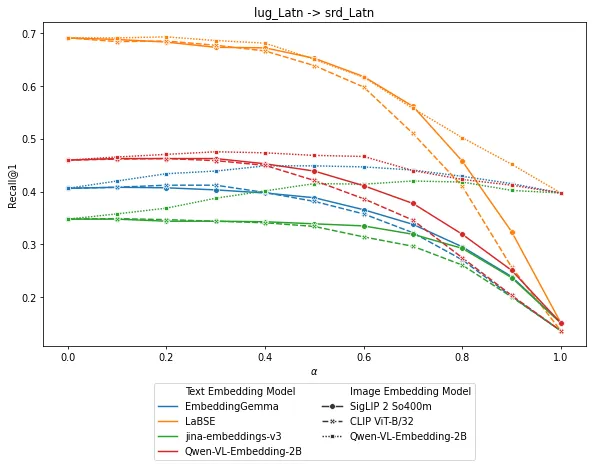 lug_Latn -> srd_Latn
0.7
0.6
0.5
0.4
0.3
0.2
Recall@1
0.0 0.2 0.4 0.6 0.8 1.0
α
Text Embedding Model Image Embedding Model
EmbeddingGemma SigLIP 2 So400m
LaBSE CLIP ViT-B/32
jina-embeddings-v3 Qwen-VL-Embedding-2B
Qwen-VL-Embedding-2B